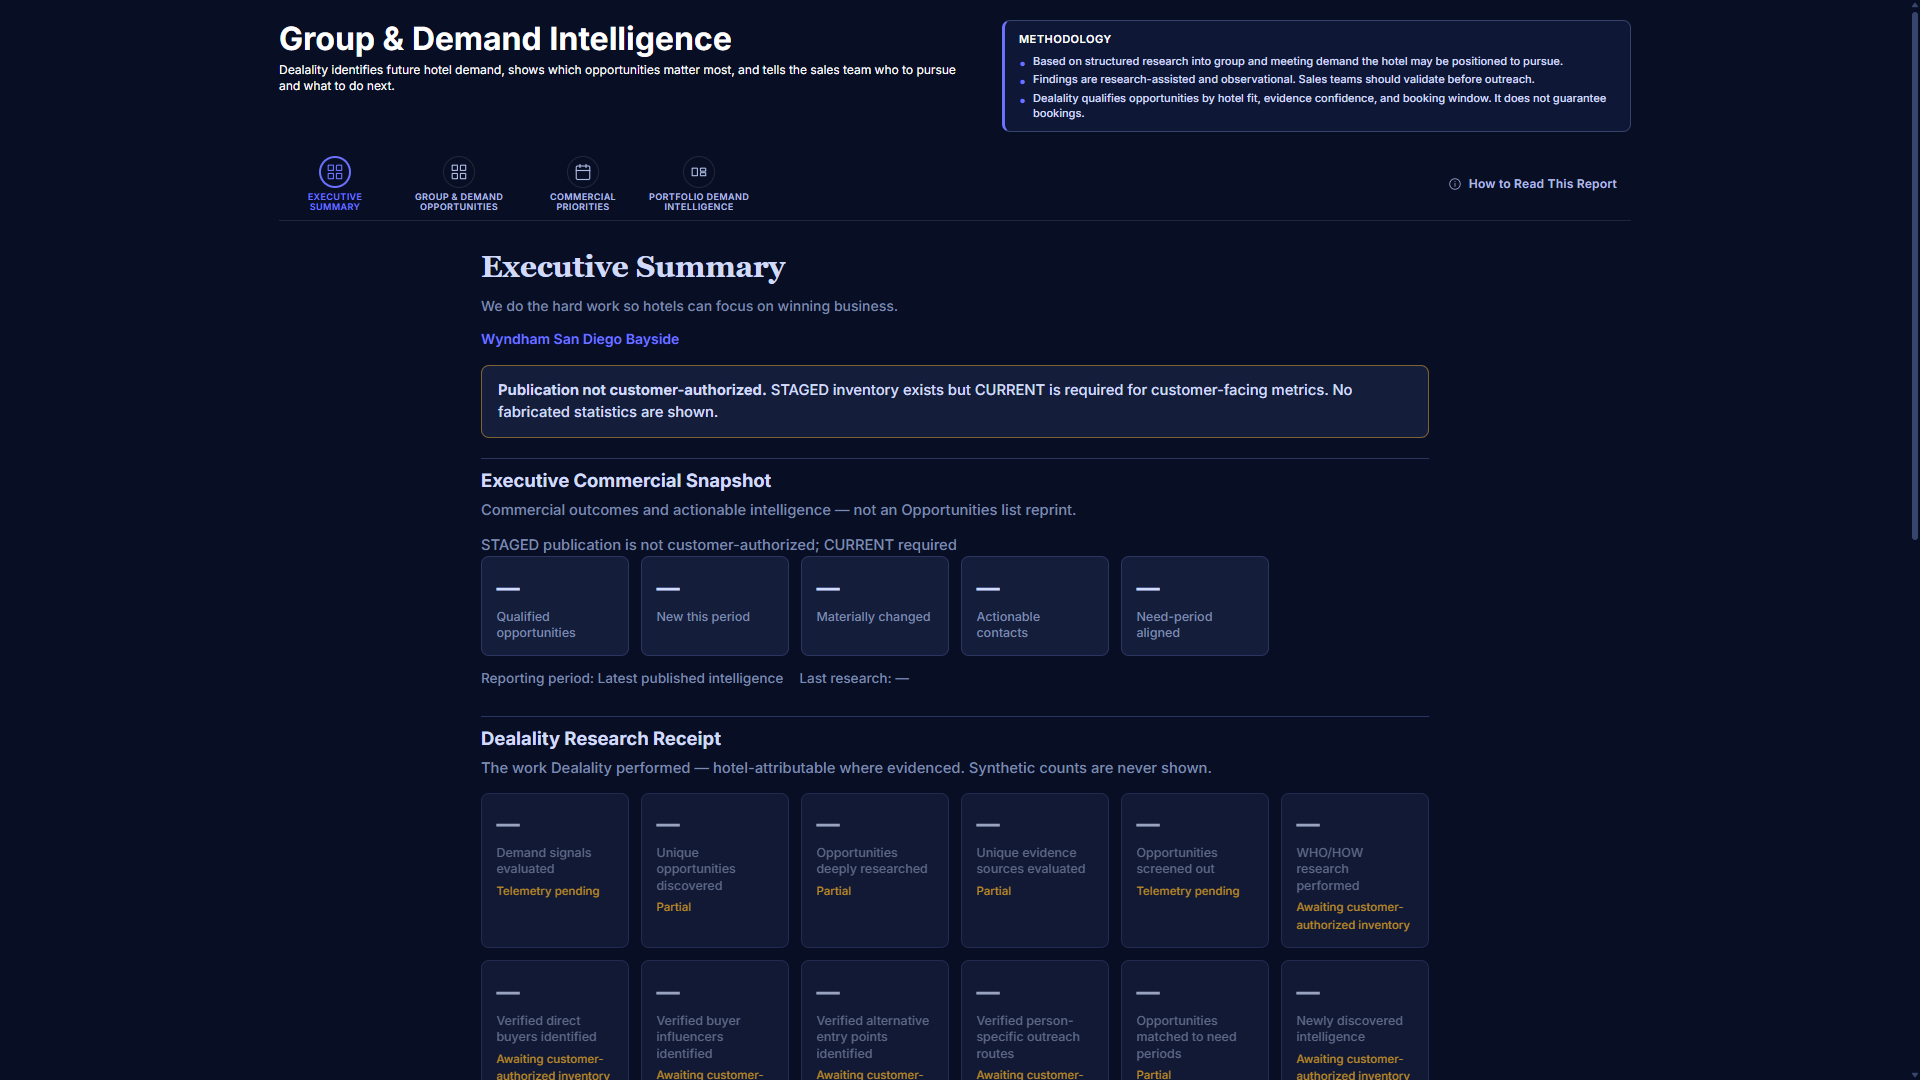 Group & Demand Intelligence
Dealality identifies future hotel demand, shows which opportunities matter most, and tells the sales team who to pursue
and what to do next.
METHODOLOGY
Based on structured research into group and meeting demand the hotel may be positioned to pursue.
Findings are research-assisted and observational. Sales teams should validate before outreach.
Dealality qualifies opportunities by hotel fit, evidence confidence, and booking window. It does not guarantee
bookings.
EXECUTIVE
SUMMARY
GROUP & DEMAND
OPPORTUNITIES
COMMERCIAL
PRIORITIES
PORTFOLIO DEMAND
INTELLIGENCE
How to Read This Report
Executive Summary
We do the hard work so hotels can focus on winning business.
Wyndham San Diego Bayside
Publication not customer-authorized. STAGED inventory exists but CURRENT is required for customer-facing metrics. No
fabricated statistics are shown.
Executive Commercial Snapshot
Commercial outcomes and actionable intelligence — not an Opportunities list reprint.
STAGED publication is not customer-authorized; CURRENT required
—
Qualified
opportunities
—
New this period
—
Materially changed
—
Actionable
contacts
—
Need-period
aligned
Reporting period: Latest published intelligence Last research: —
Dealality Research Receipt
The work Dealality performed — hotel-attributable where evidenced. Synthetic counts are never shown.
—
Demand signals
evaluated
Telemetry pending
—
Unique
opportunities
discovered
Partial
—
Opportunities
deeply researched
Partial
—
Unique evidence
sources evaluated
Partial
—
Opportunities
screened out
Telemetry pending
—
WHO/HOW
research
performed
Awaiting customer-
authorized inventory
—
Verified direct
buyers identified
Awaiting customer-
authorized inventory
—
Verified buyer
influencers
identified
Awaiting customer-
—
Verified alternative
entry points
identified
Awaiting customer-
—
Verified person-
specific outreach
routes
Awaiting customer-
—
Opportunities
matched to need
periods
Partial
—
Newly discovered
intelligence
Awaiting customer-
authorized inventory